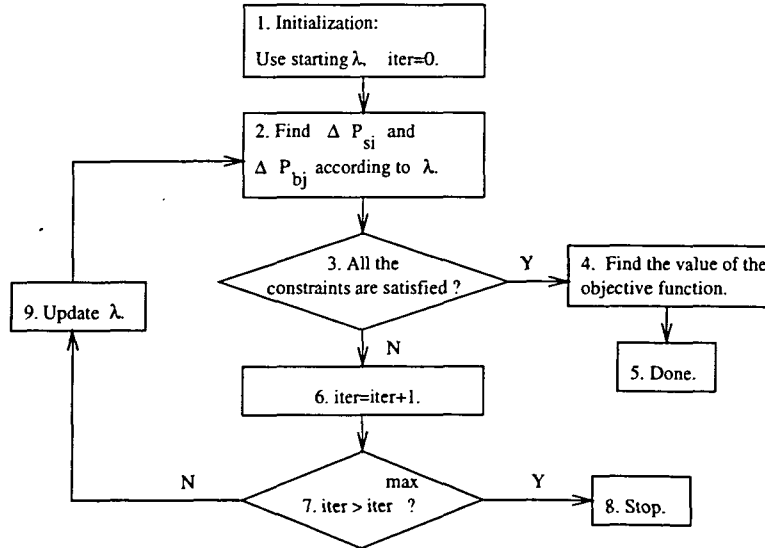 1. Initialization:
Use starting λ, iter=0.
2. Find Δ P_si and
Δ P_bj according to λ.
3. All the
constraints are satisfied ?
Y
4. Find the value of the
objective function.
5. Done.
N
6. iter=iter+1.
7. iter > iter^max ?
Y
8. Stop.
N
9. Update λ.